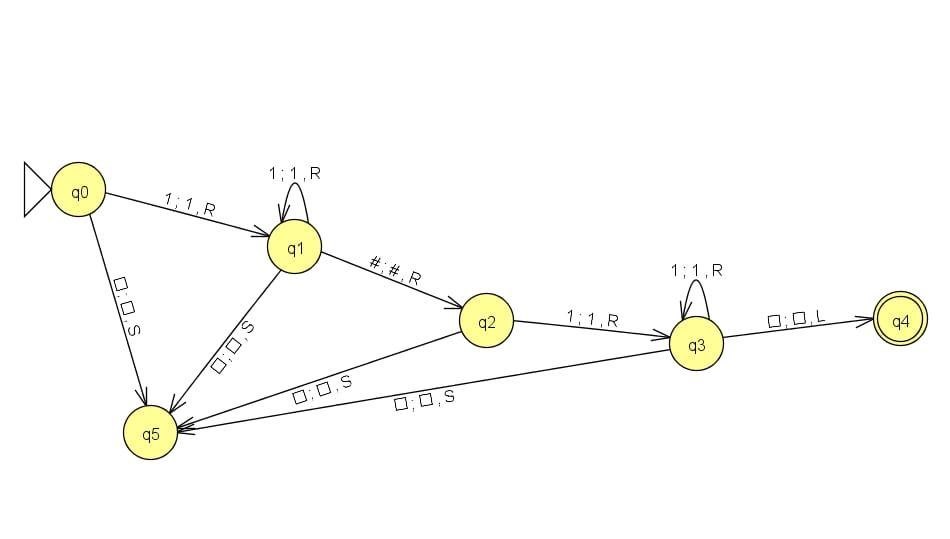 1 ; 1 , R
1 ; 1 , R
q0
q1
# ; # , R
1 ; 1 , R
□ ; □ , S
□ ; □ , S
q2
1 ; 1 , R
□ ; □ , L
q4
q3
□ ; □ , S
□ ; □ , S
q5